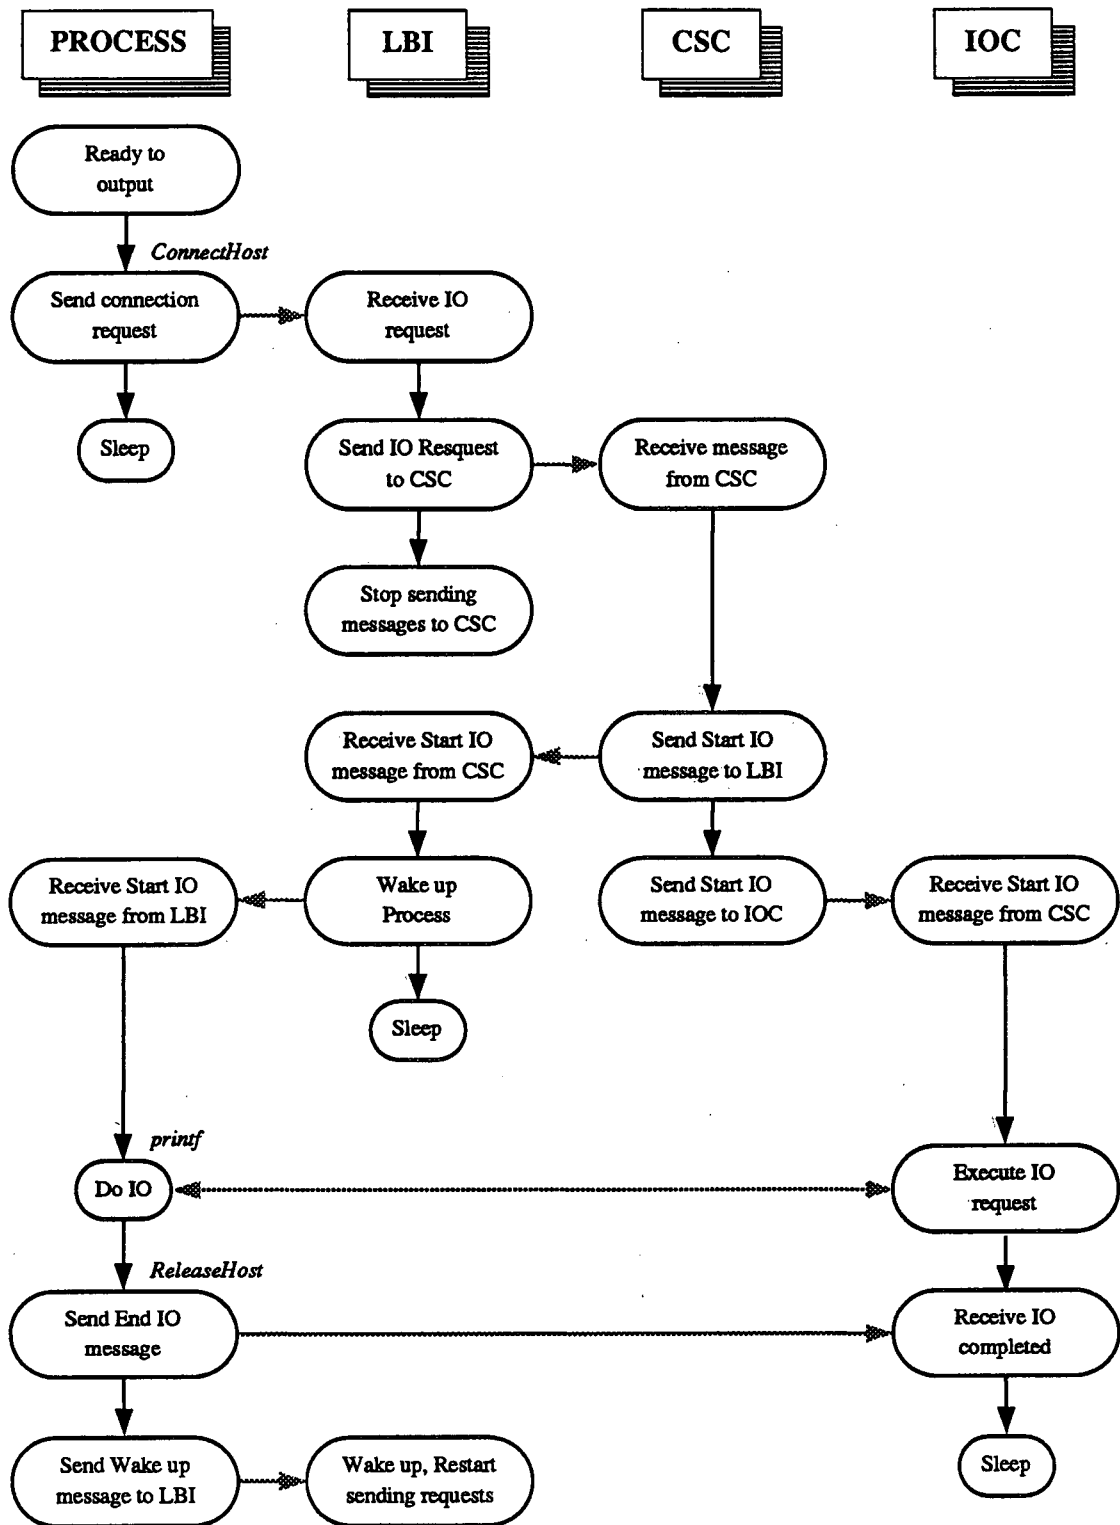 PROCESS
LBI
CSC
IOC
Ready to
output
ConnectHost
Send connection
request
Receive IO
request
Sleep
Send IO Resquest
to CSC
Receive message
from CSC
Stop sending
messages to CSC
Receive Start IO
message from CSC
Send Start IO
message to LBI
Receive Start IO
message from LBI
Wake up
Process
Send Start IO
message to IOC
Receive Start IO
message from CSC
Sleep
printf
Do IO
Execute IO
request
ReleaseHost
Send End IO
message
Receive IO
completed
Send Wake up
message to LBI
Wake up, Restart
sending requests
Sleep